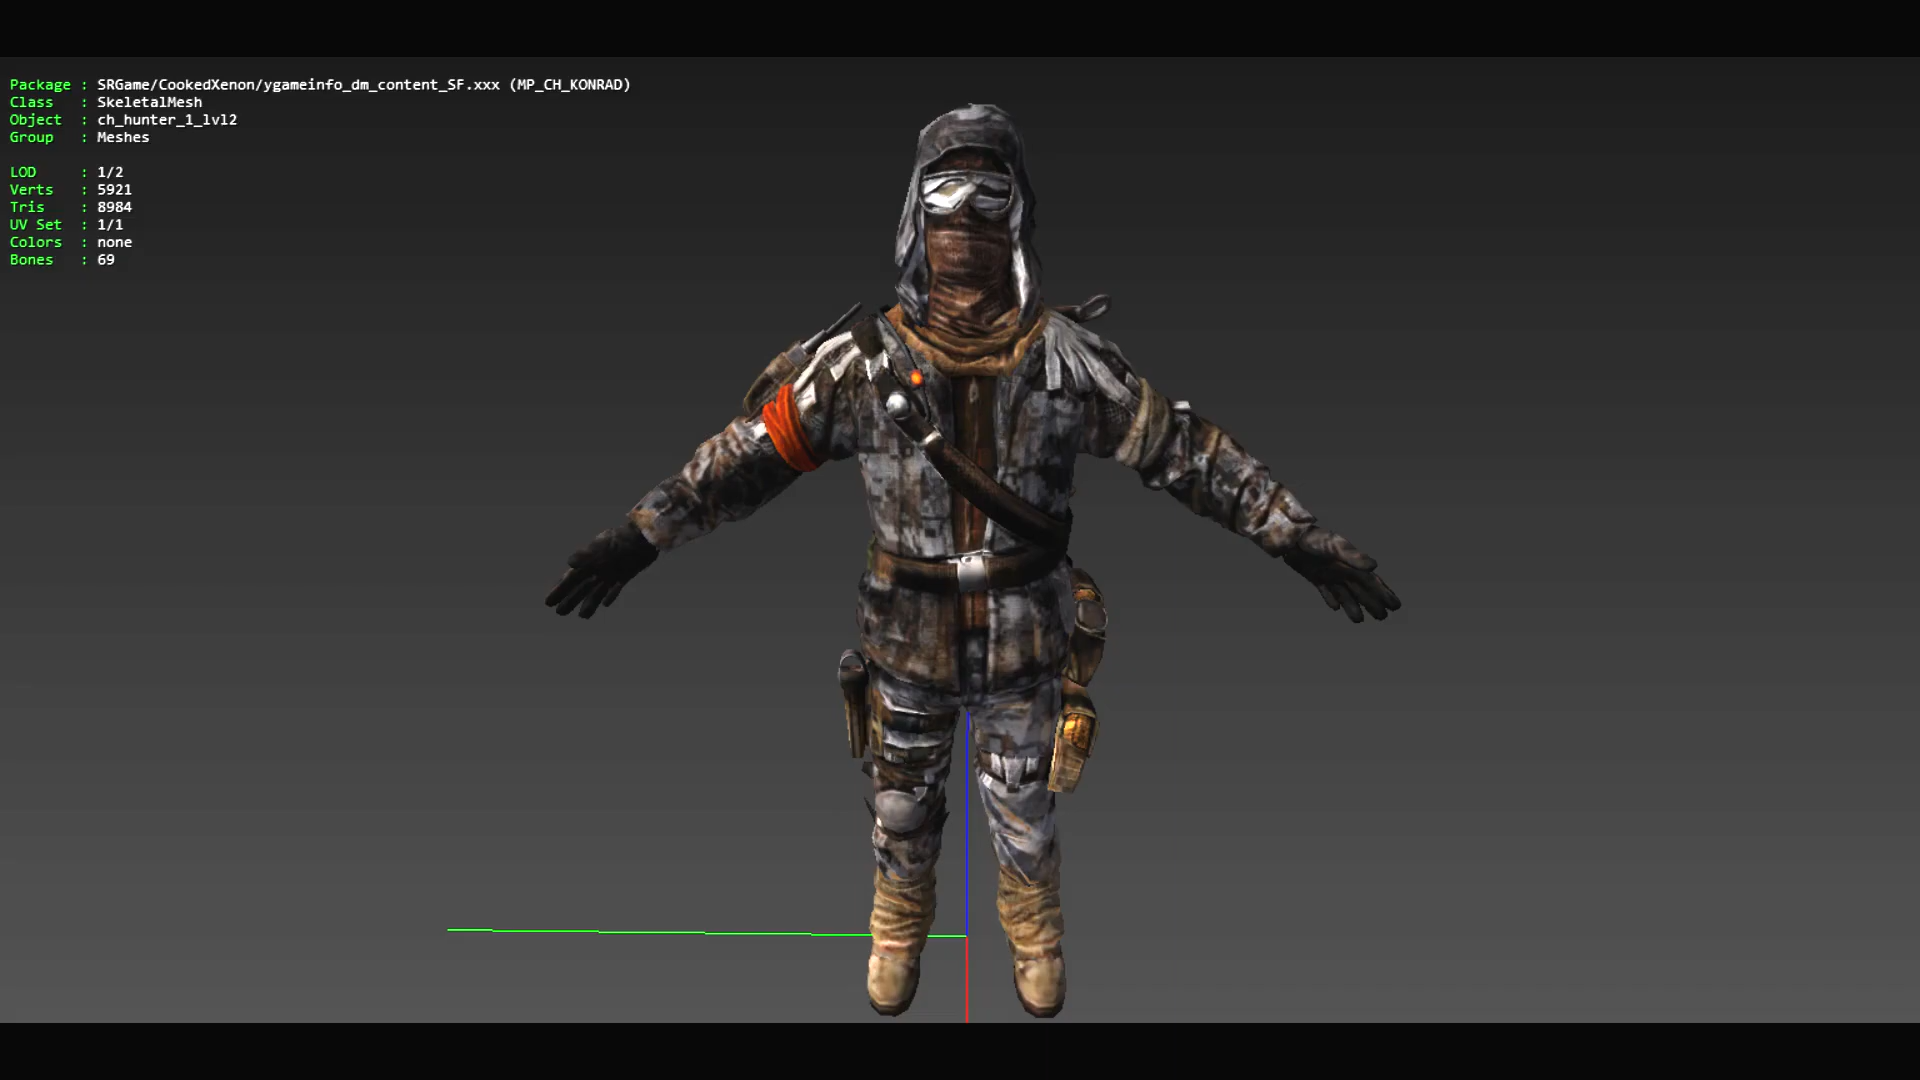 Package : SRGame/CookedXenon/ygameinfo_dm_content_SF.xxx (MP_CH_KONRAD)
Class : SkeletalMesh
Object : ch_hunter_1_lvl2
Group : Meshes
LOD : 1/2
Verts : 5921
Tris : 8984
UV Set : 1/1
Colors : none
Bones : 69